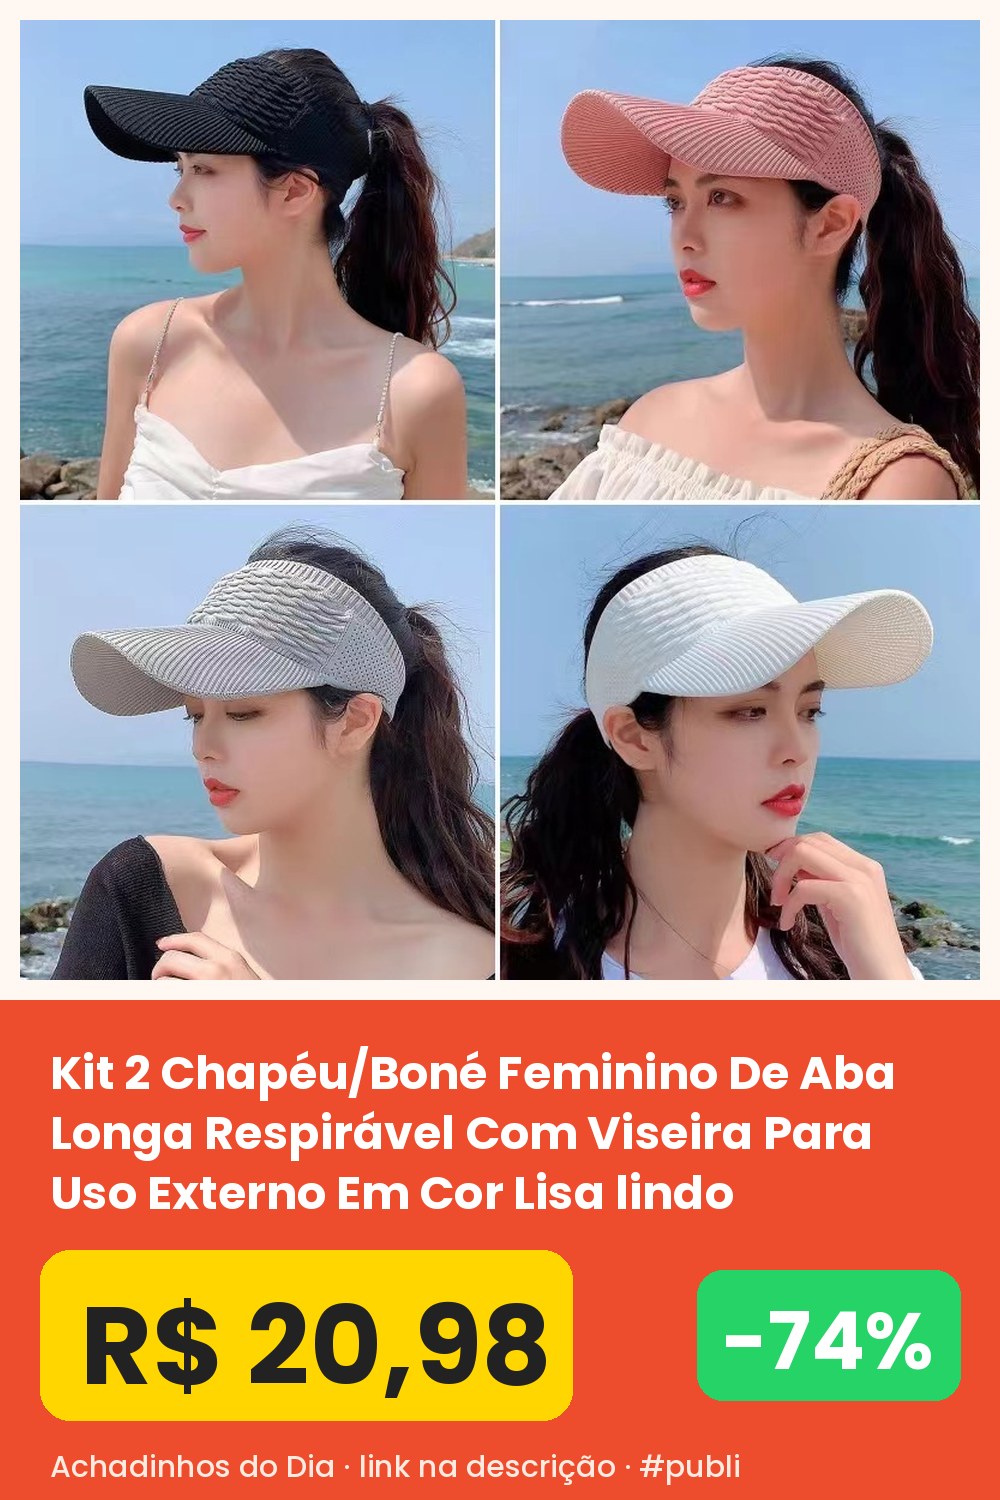 Kit 2 Chapéu/Boné Feminino De Aba
Longa Respirável Com Viseira Para
Uso Externo Em Cor Lisa lindo
R$ 20,98
-74%
Achadinhos do Dia · link na descrição · #publi